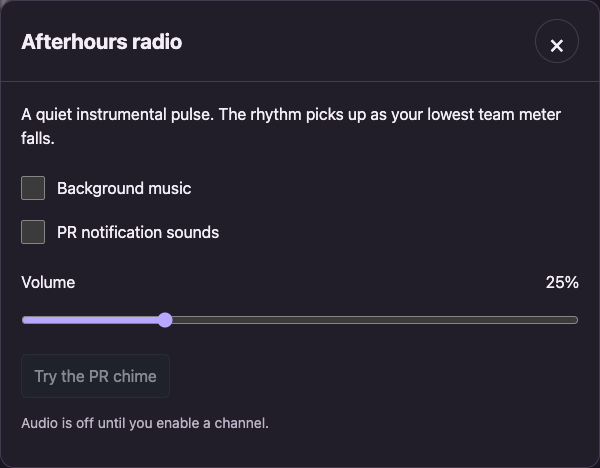 Afterhours radio
A quiet instrumental pulse. The rhythm picks up as your lowest team meter
falls.
Background music
PR notification sounds
Volume 25%
Try the PR chime
Audio is off until you enable a channel.